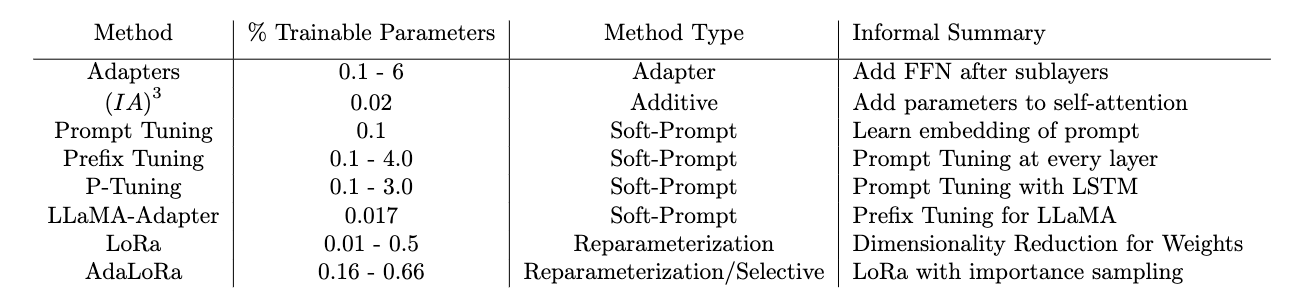 Method % Trainable Parameters Method Type Informal Summary
Adapters 0.1 - 6 Adapter Add FFN after sublayers
(IA)³ 0.02 Additive Add parameters to self-attention
Prompt Tuning 0.1 Soft-Prompt Learn embedding of prompt
Prefix Tuning 0.1 - 4.0 Soft-Prompt Prompt Tuning at every layer
P-Tuning 0.1 - 3.0 Soft-Prompt Prompt Tuning with LSTM
LLaMA-Adapter 0.017 Soft-Prompt Prefix Tuning for LLaMA
LoRa 0.01 - 0.5 Reparameterization Dimensionality Reduction for Weights
AdaLoRa 0.16 - 0.66 Reparameterization/Selective LoRa with importance sampling